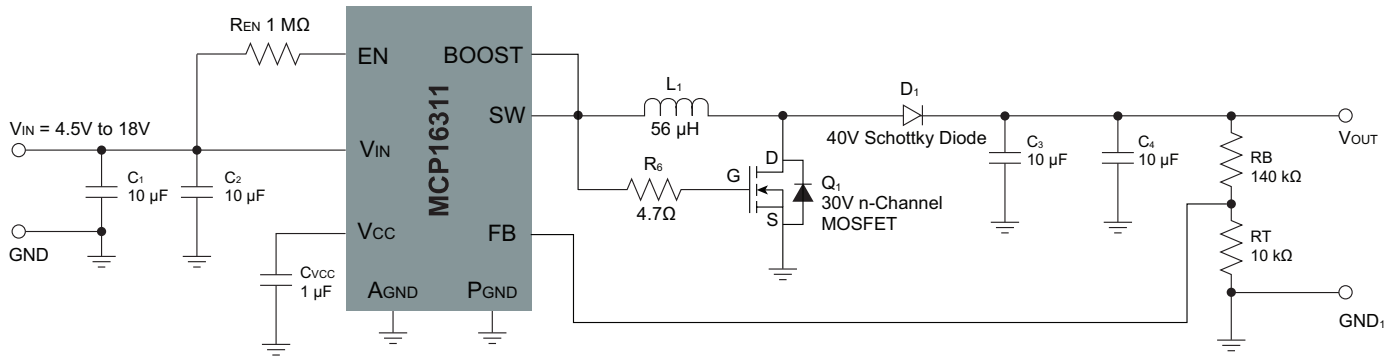 REN 1 MΩ
EN
BOOST
L1
56 µH
D1
40V Schottky Diode
SW
VIN = 4.5V to 18V
VIN
MCP16311
C1
10 µF
C2
10 µF
R6
4.7Ω
G
D
S
Q1
30V n-Channel
MOSFET
C3
10 µF
C4
10 µF
RB
140 kΩ
VOUT
GND
VCC
FB
CVCC
1 µF
AGND
PGND
RT
10 kΩ
GND1